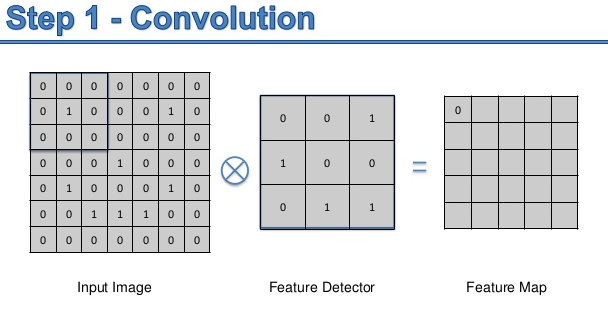 Step 1 - Convolution
0 0 0 0 0 0 0
0 1 0 0 0 1 0
0 0 0 0 0 0 0
0 0 0 1 0 0 0
0 1 0 0 0 1 0
0 0 1 1 1 0 0
0 0 0 0 0 0 0
⊗
0 0 1
1 0 0
0 1 1
=
0
Input Image
Feature Detector
Feature Map